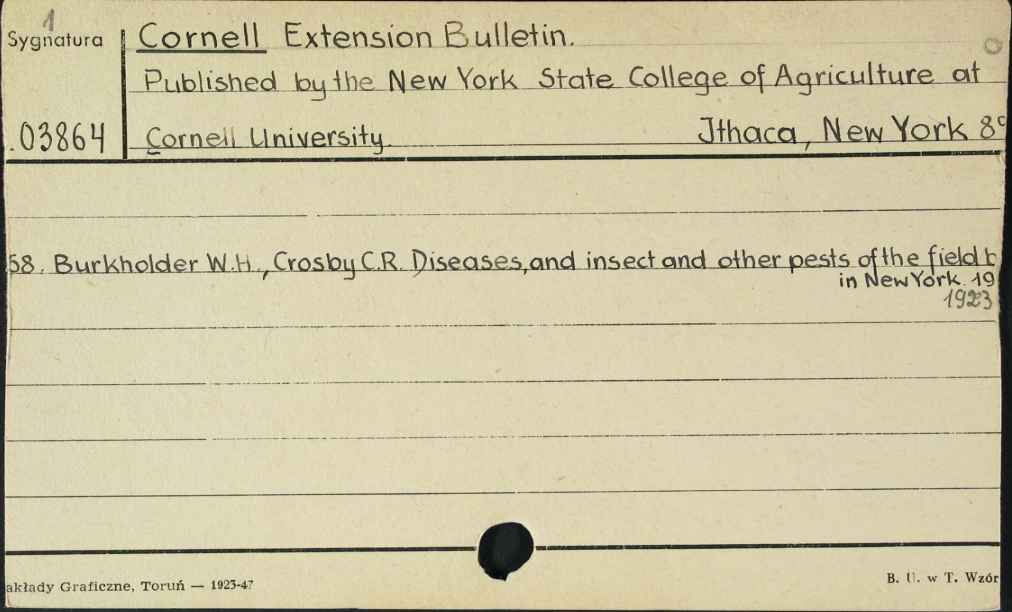 1
Sygnatura
Cornell Extension Bulletin.
Published by the New York State College of Agriculture at
.03864
Cornell University.
Ithaca, New York 8°
58. Burkholder W.H., Crosby C.R. Diseases, and insect and other pests of the field b
in New York. 19
1923
akłady Graficzne, Toruń — 1923-47
B. U. w T. Wzór